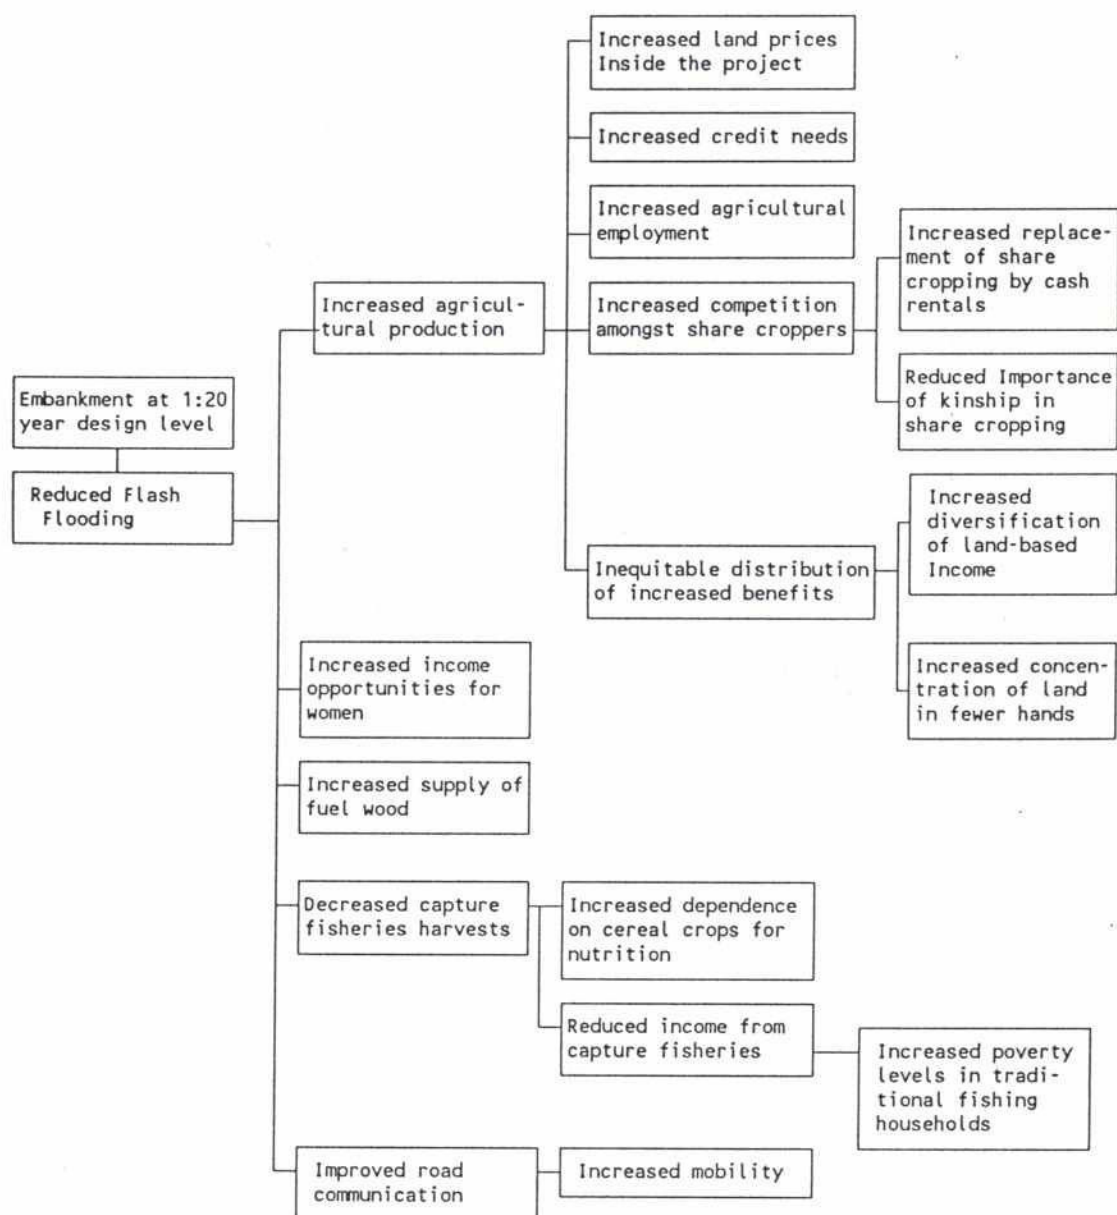 Increased land prices
Inside the project
Increased credit needs
Increased agricultural
employment
Increased replace-
ment of share
cropping by cash
rentals
Increased agricul-
tural production
Increased competition
amongst share croppers
Reduced Importance
of kinship in
share cropping
Embankment at 1:20
year design level
Reduced Flash
Flooding
Increased
diversification
of land-based
Income
Inequitable distribution
of increased benefits
Increased concen-
tration of land
in fewer hands
Increased income
opportunities for
women
Increased supply of
fuel wood
Decreased capture
fisheries harvests
Increased dependence
on cereal crops for
nutrition
Reduced income from
capture fisheries
Increased poverty
levels in tradi-
tional fishing
households
Improved road
communication
Increased mobility